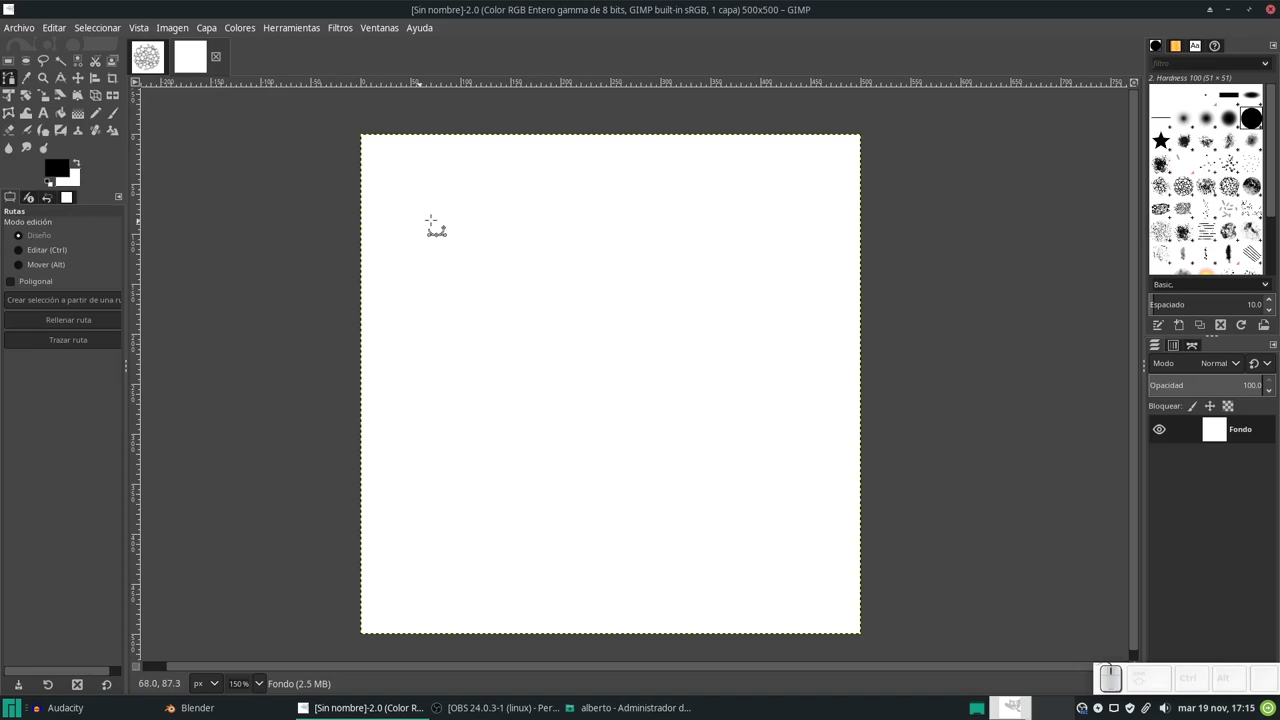 [Sin nombre]-2.0 (Color RGB Entero gamma de 8 bits, GIMP built-in sRGB, 1 capa) 500x500 – GIMP
Archivo Editar Seleccionar Vista Imagen Capa Colores Herramientas Filtros Ventanas Ayuda
filtro
2. Hardness 100 (51 × 51)
Rutas
Modo edición
Diseño
Editar (Ctrl)
Mover (Alt)
Poligonal
Crear selección a partir de una ru
Rellenar ruta
Trazar ruta
Basic,
Espaciado 10.0
Modo Normal
Opacidad 100.0
Bloquear:
Fondo
68.0, 87.3 px 150 % Fondo (2.5 MB)
Ctrl Alt
Audacity Blender [Sin nombre]-2.0 (Color R... [OBS 24.0.3-1 (linux) - Per... alberto - Administrador d... mar 19 nov, 17:15